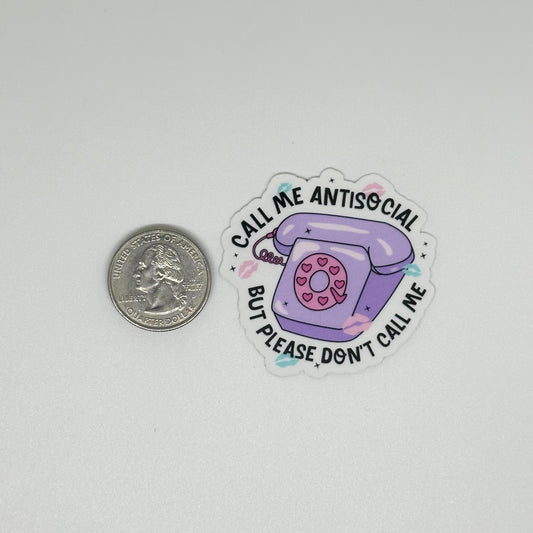 UNITED STATES OF AMERICA
LIBERTY
QUARTER DOLLAR
CALL ME ANTISOCIAL
BUT PLEASE DON'T CALL ME